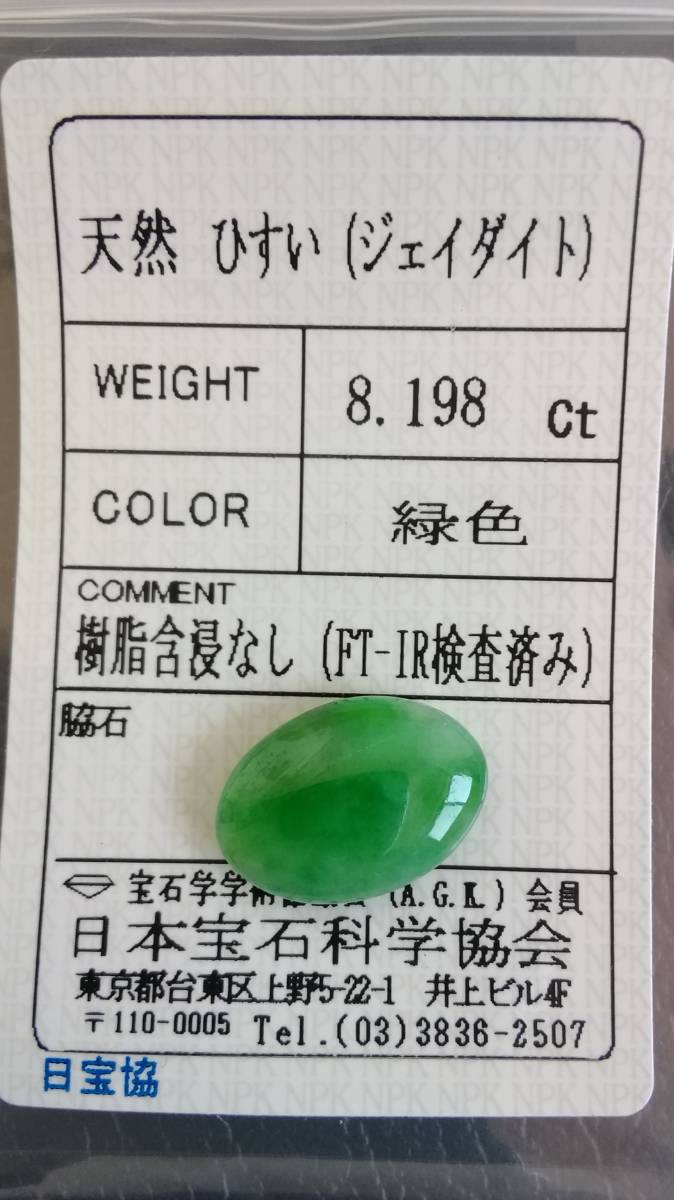 天然 ひすい (ジェイダイト)
WEIGHT 8.198 Ct
COLOR 緑色
COMMENT
樹脂含浸なし (FT-IR検査済み)
脇石
宝石学学術 (A.G.K.) 会員
日本宝石科学協会
東京都台東区上野5-22-1 井上ビル4F
〒110-0005 Tel.(03)3836-2507
日宝協